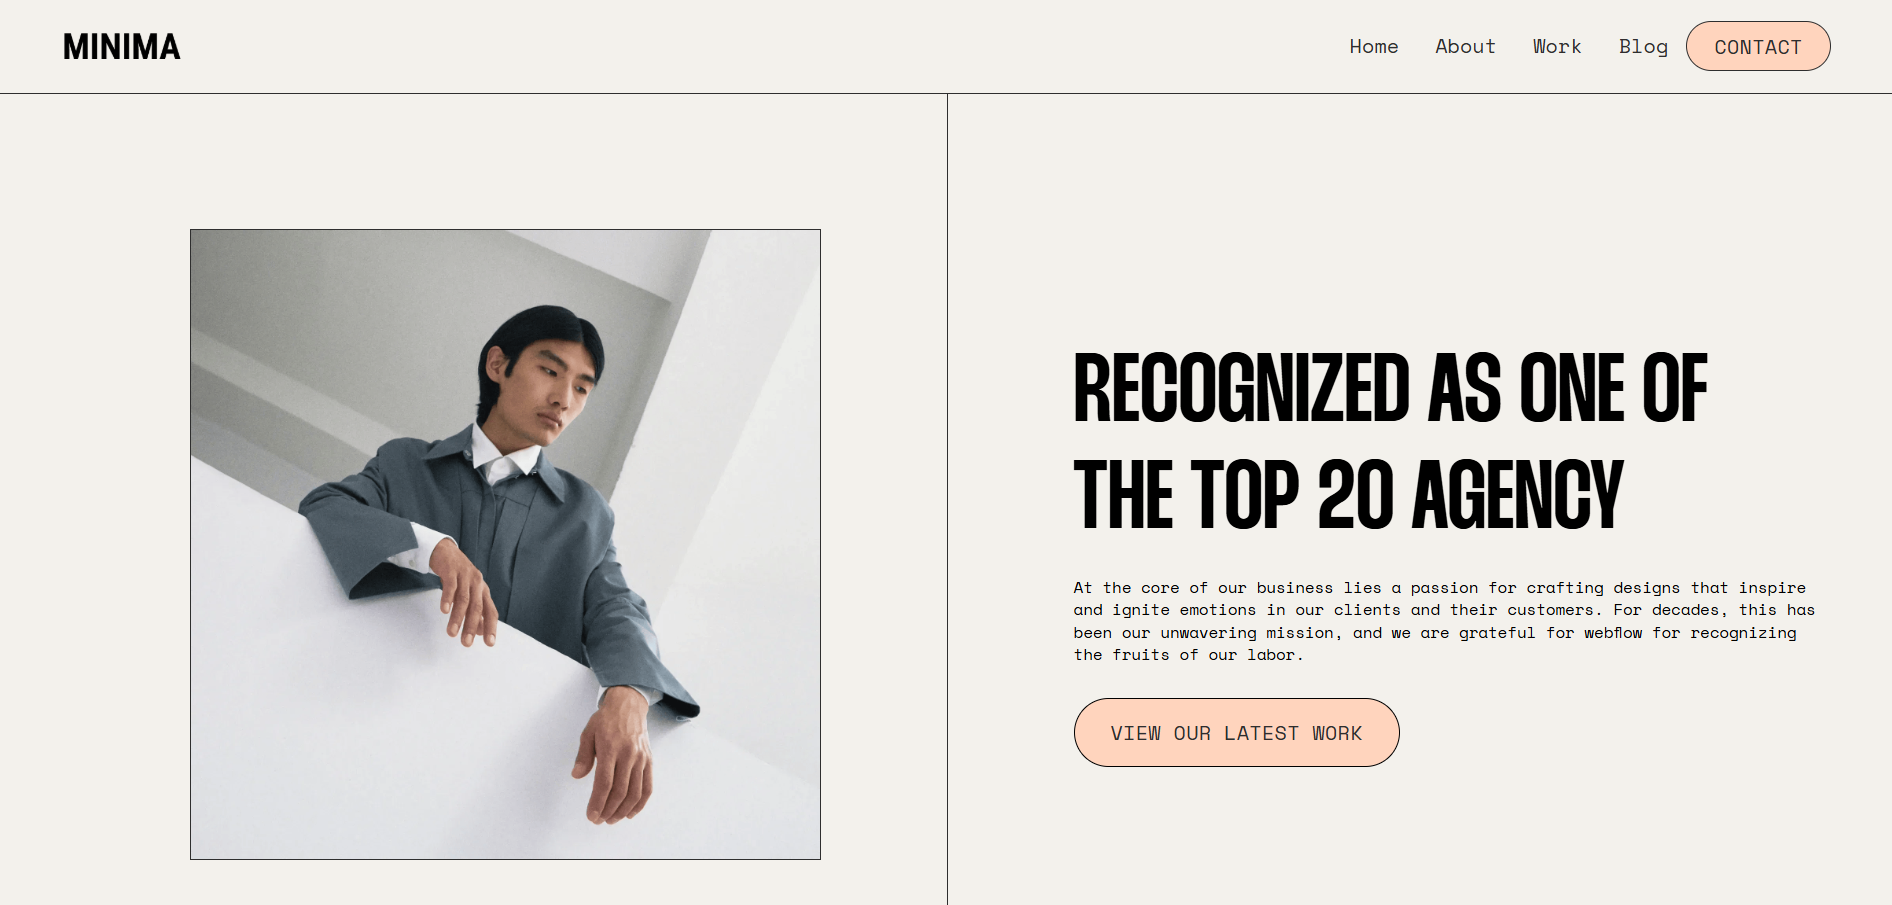 MINIMA
Home About Work Blog CONTACT
RECOGNIZED AS ONE OF
THE TOP 20 AGENCY
At the core of our business lies a passion for crafting designs that inspire
and ignite emotions in our clients and their customers. For decades, this has
been our unwavering mission, and we are grateful for webflow for recognizing
the fruits of our labor.
VIEW OUR LATEST WORK